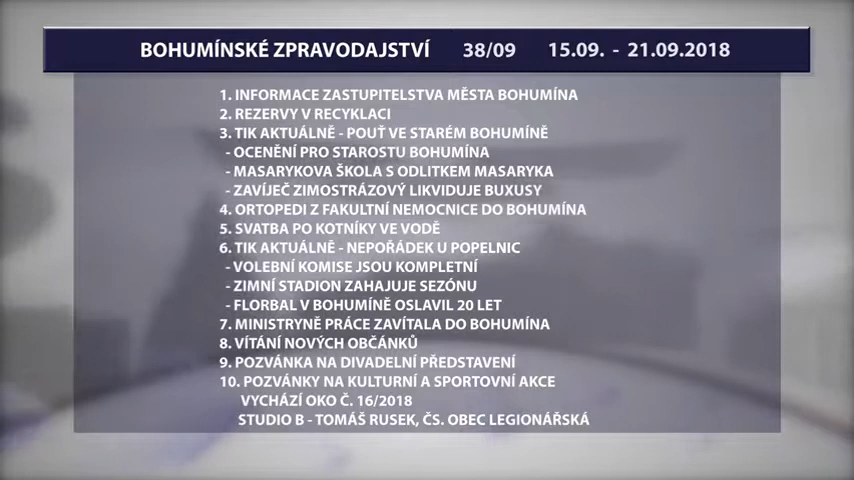 BOHUMÍNSKÉ ZPRAVODAJSTVÍ 38/09 15.09. - 21.09.2018
1. INFORMACE ZASTUPITELSTVA MĚSTA BOHUMÍNA
2. REZERVY V RECYKLACI
3. TIK AKTUÁLNĚ - POUŤ VE STARÉM BOHUMÍNĚ
- OCENĚNÍ PRO STAROSTU BOHUMÍNA
- MASARYKOVA ŠKOLA S ODLITKEM MASARYKA
- ZAVÍJEČ ZIMOSTRÁZOVÝ LIKVIDUJE BUXUSY
4. ORTOPEDI Z FAKULTNÍ NEMOCNICE DO BOHUMÍNA
5. SVATBA PO KOTNÍKY VE VODĚ
6. TIK AKTUÁLNĚ - NEPOŘÁDEK U POPELNIC
- VOLEBNÍ KOMISE JSOU KOMPLETNÍ
- ZIMNÍ STADION ZAHAJUJE SEZÓNU
- FLORBAL V BOHUMÍNĚ OSLAVIL 20 LET
7. MINISTRYNĚ PRÁCE ZAVÍTALA DO BOHUMÍNA
8. VÍTÁNÍ NOVÝCH OBČÁNKŮ
9. POZVÁNKA NA DIVADELNÍ PŘEDSTAVENÍ
10. POZVÁNKY NA KULTURNÍ A SPORTOVNÍ AKCE
VYCHÁZÍ OKO Č. 16/2018
STUDIO B - TOMÁŠ RUSEK, ČS. OBEC LEGIONÁŘSKÁ